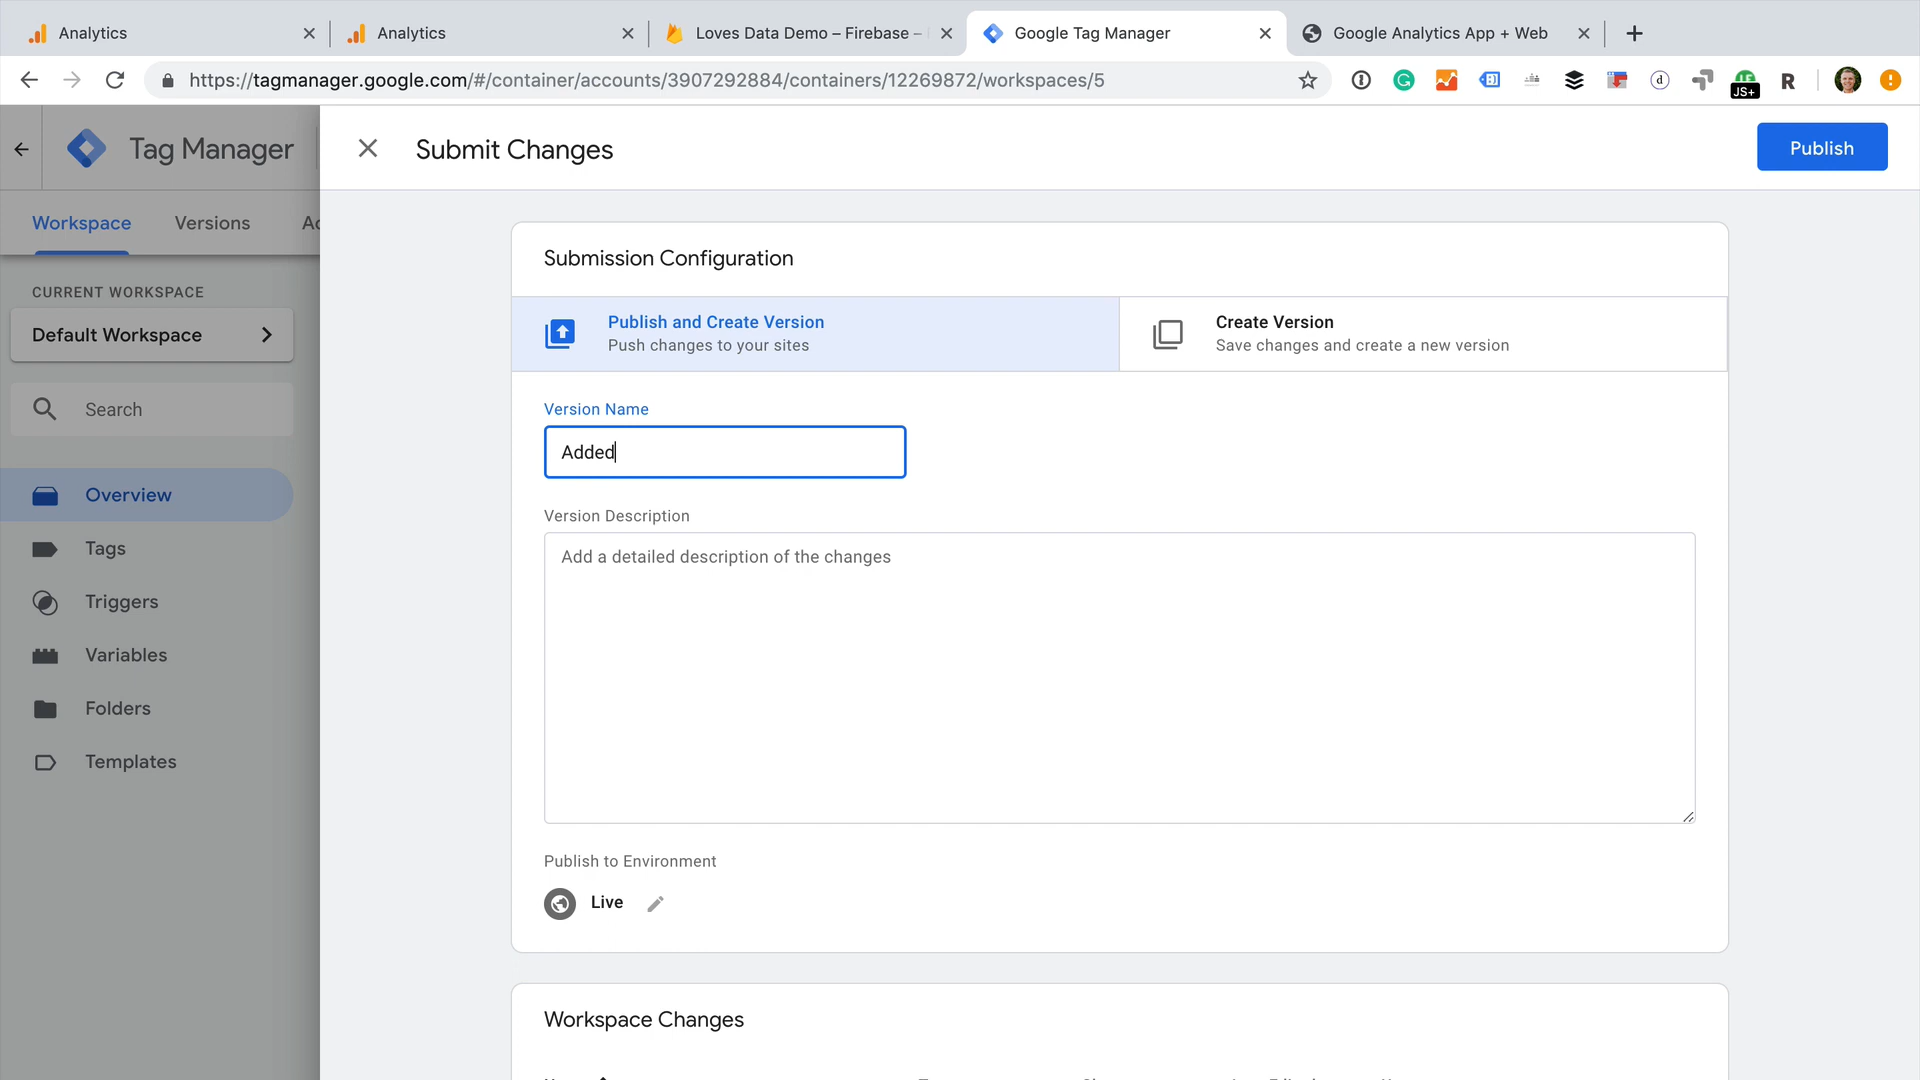 Analytics
Analytics
Loves Data Demo – Firebase –
Google Tag Manager
Google Analytics App + Web
https://tagmanager.google.com/#/container/accounts/3907292884/containers/12269872/workspaces/5
JS+
R
Tag Manager
Submit Changes
Publish
Workspace
Versions
Submission Configuration
CURRENT WORKSPACE
Default Workspace
Publish and Create Version
Push changes to your sites
Create Version
Save changes and create a new version
Search
Version Name
Added
Overview
Version Description
Add a detailed description of the changes
Tags
Triggers
Variables
Folders
Templates
Publish to Environment
Live
Workspace Changes